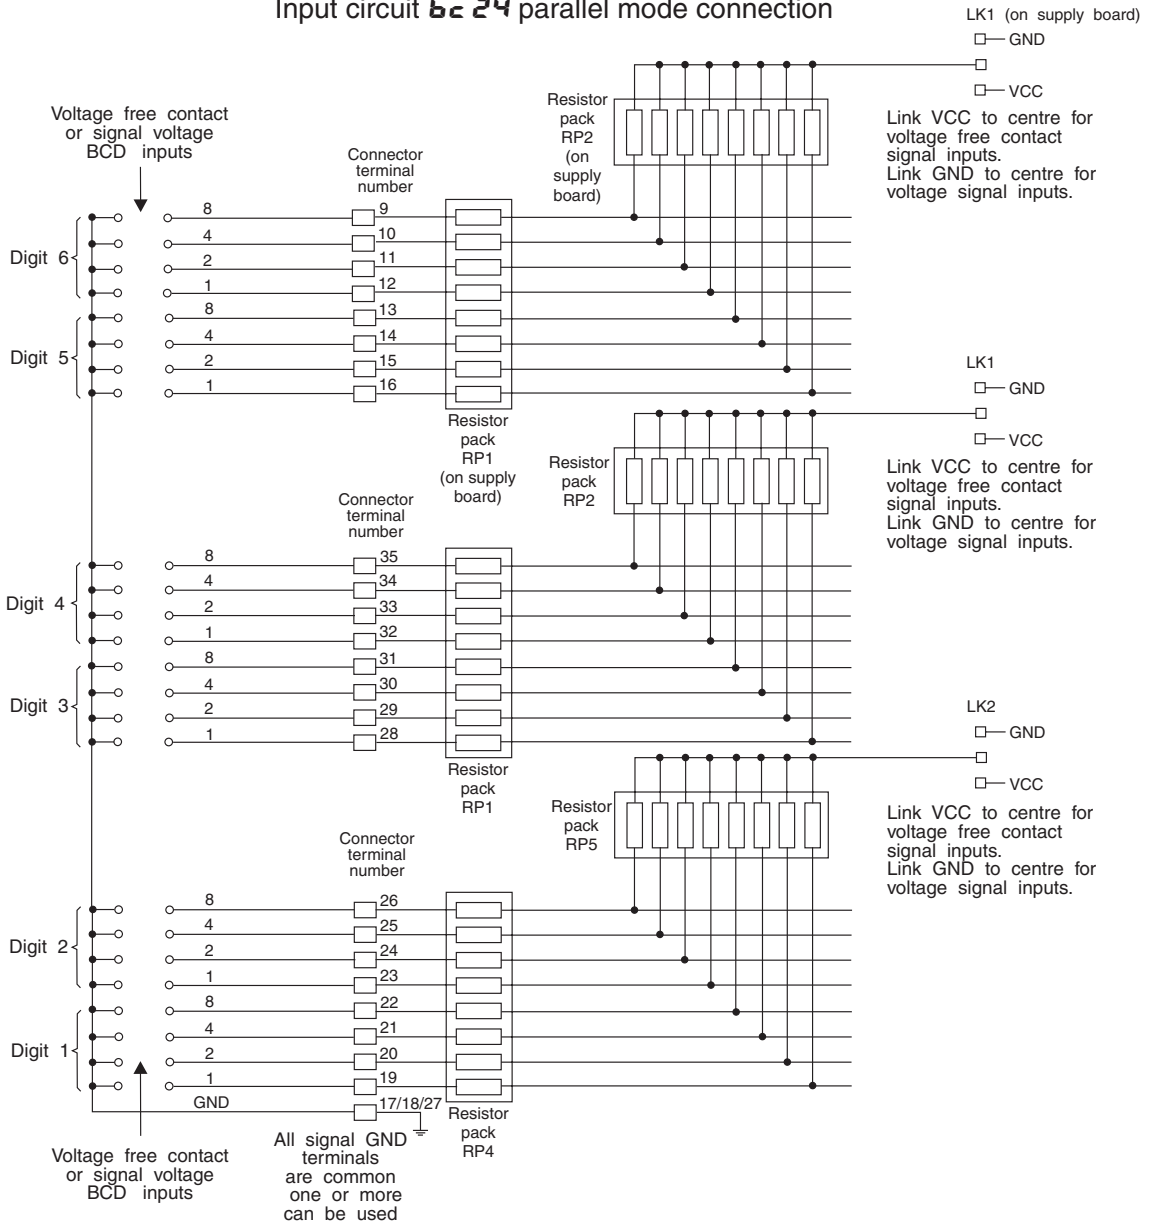 Input circuit bc 24 parallel mode connection
LK1 (on supply board)
GND
VCC
Link VCC to centre for
voltage free contact
signal inputs.
Link GND to centre for
voltage signal inputs.
Resistor
pack
RP2
(on
supply
board)
Voltage free contact
or signal voltage
BCD inputs
Connector
terminal
number
Digit 6
8 9
4 10
2 11
1 12
Digit 5
8 13
4 14
2 15
1 16
Resistor
pack
RP1
(on supply
board)
LK1
GND
VCC
Link VCC to centre for
voltage free contact
signal inputs.
Link GND to centre for
voltage signal inputs.
Resistor
pack
RP2
Connector
terminal
number
Digit 4
8 35
4 34
2 33
1 32
Digit 3
8 31
4 30
2 29
1 28
Resistor
pack
RP1
LK2
GND
VCC
Link VCC to centre for
voltage free contact
signal inputs.
Link GND to centre for
voltage signal inputs.
Resistor
pack
RP5
Connector
terminal
number
Digit 2
8 26
4 25
2 24
1 23
Digit 1
8 22
4 21
2 20
1 19
GND 17/18/27
Resistor
pack
RP4
Voltage free contact
or signal voltage
BCD inputs
All signal GND
terminals
are common
one or more
can be used